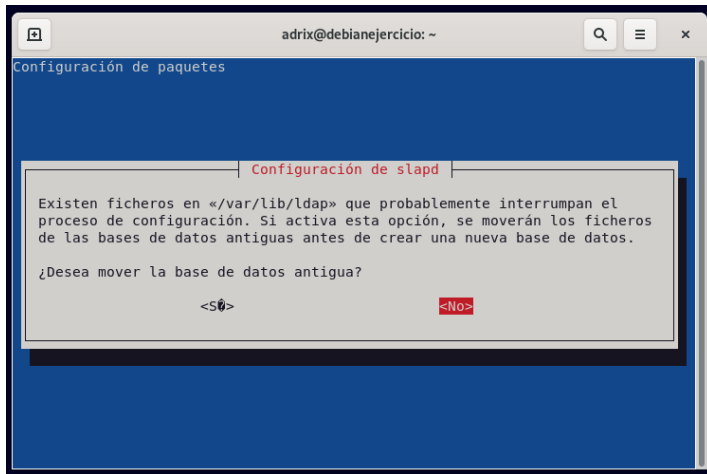 adrix@debianejercicio: ~
Configuración de paquetes
Configuración de slapd
Existen ficheros en «/var/lib/ldap» que probablemente interrumpan el
proceso de configuración. Si activa esta opción, se moverán los ficheros
de las bases de datos antiguas antes de crear una nueva base de datos.
¿Desea mover la base de datos antigua?
<S�> <No>